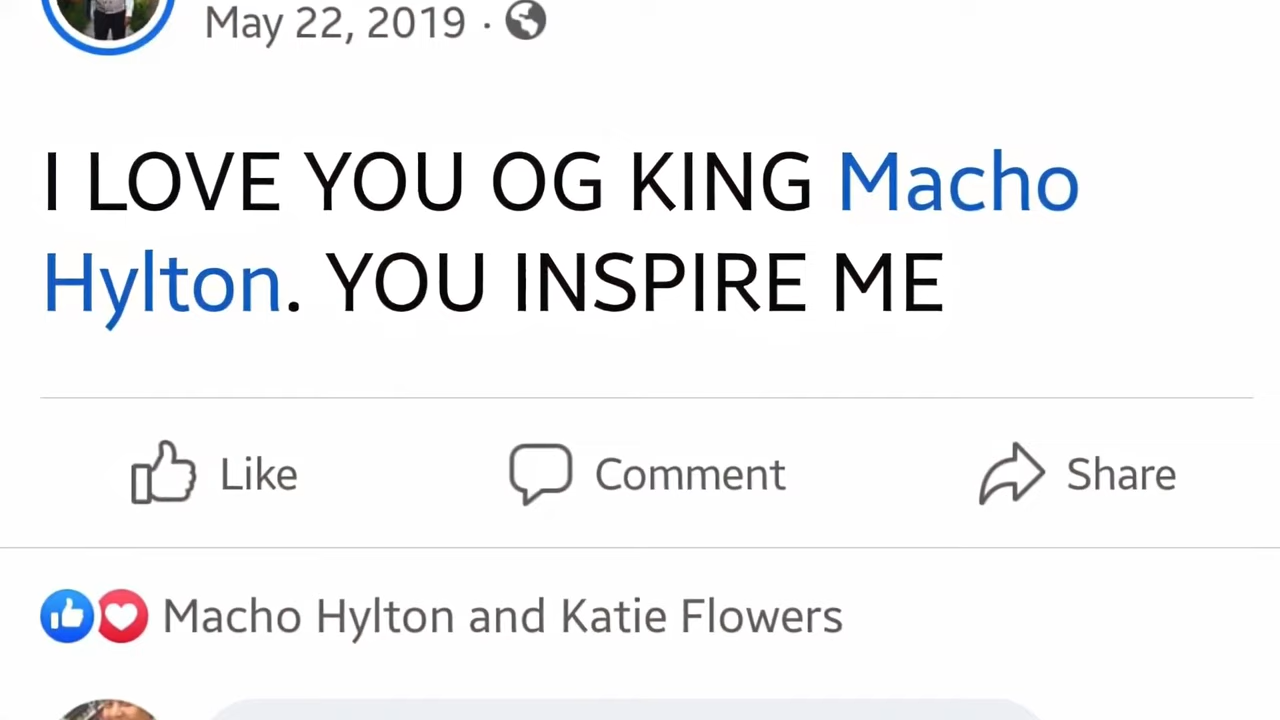 May 22, 2019 ·
I LOVE YOU OG KING Macho
Hylton. YOU INSPIRE ME
Like Comment Share
Macho Hylton and Katie Flowers